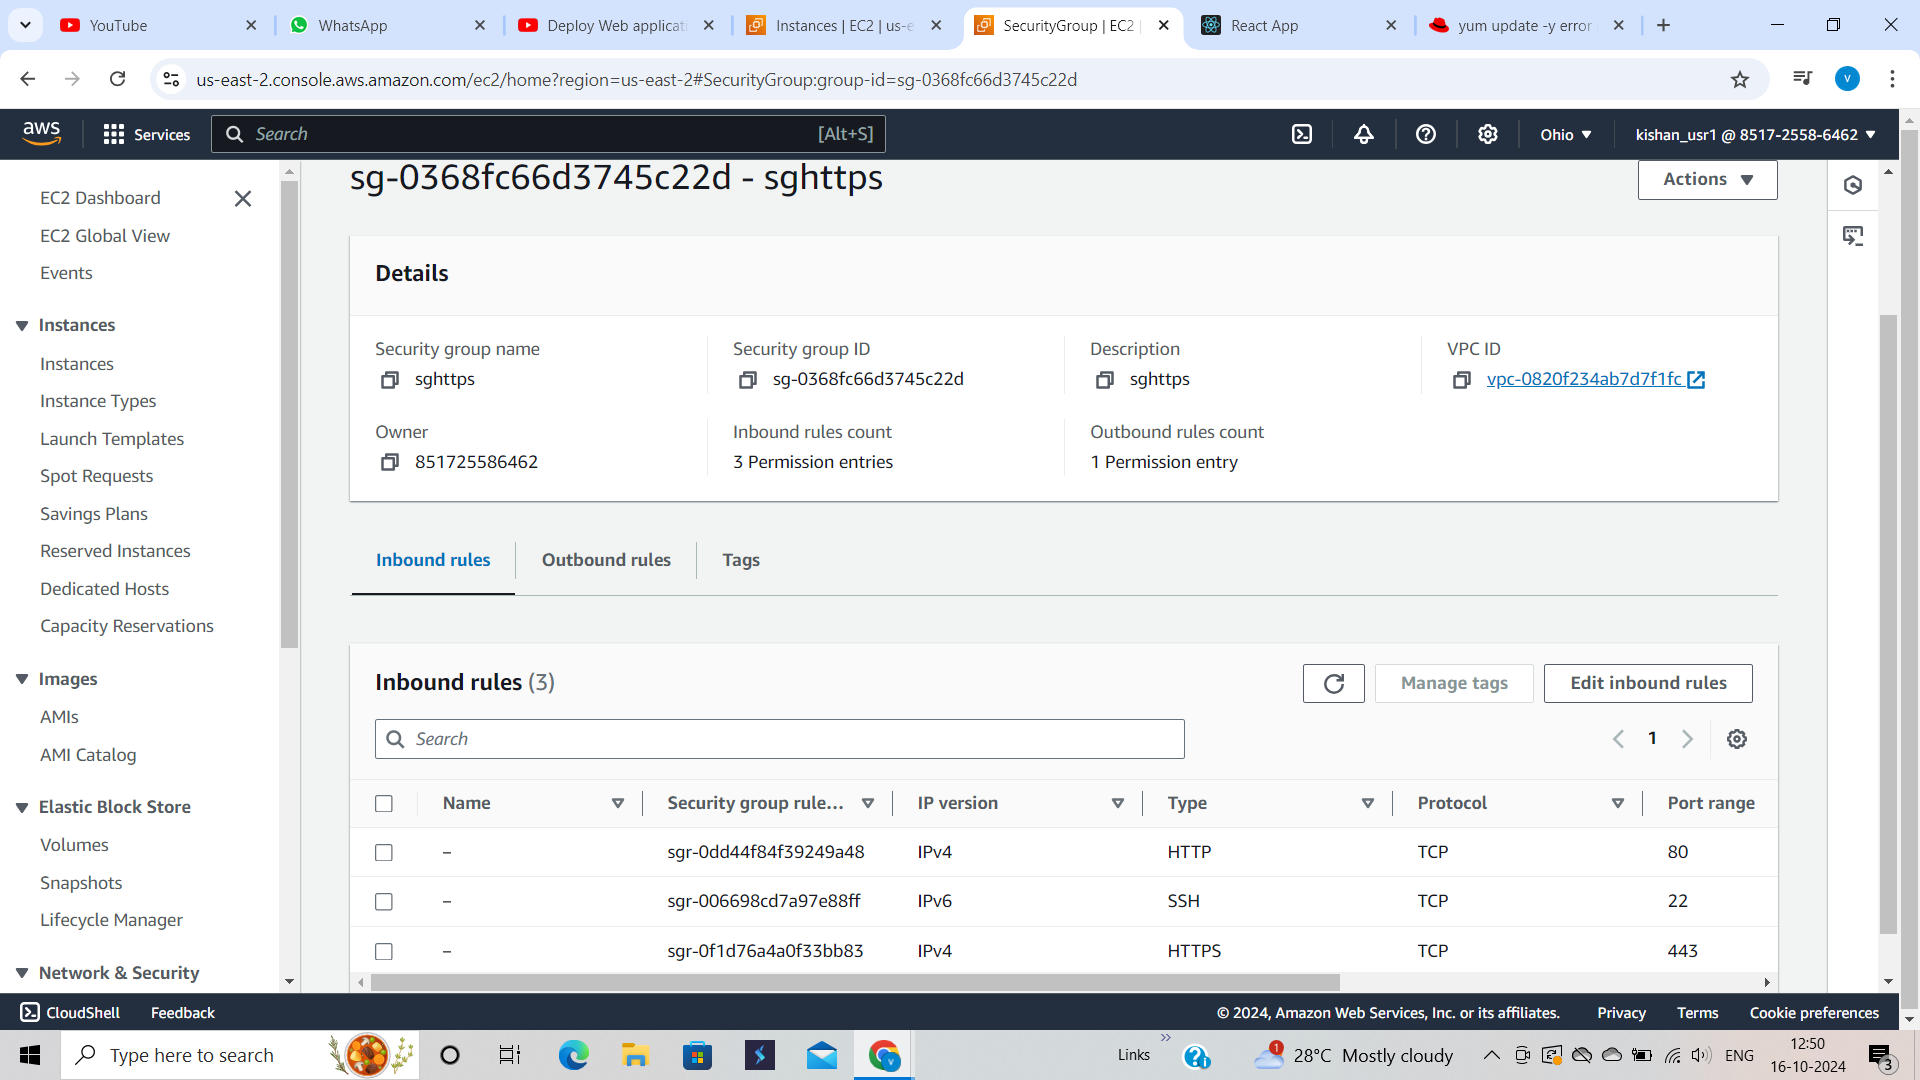 YouTube
WhatsApp
Deploy Web applicati
Instances | EC2 | us-e
SecurityGroup | EC2 |
React App
yum update -y error
us-east-2.console.aws.amazon.com/ec2/home?region=us-east-2#SecurityGroup:group-id=sg-0368fc66d3745c22d
V
aws
Services
Search
[Alt+S]
Ohio
kishan_usr1 @ 8517-2558-6462
EC2 Dashboard
EC2 Global View
Events
Instances
Instances
Instance Types
Launch Templates
Spot Requests
Savings Plans
Reserved Instances
Dedicated Hosts
Capacity Reservations
Images
AMIs
AMI Catalog
Elastic Block Store
Volumes
Snapshots
Lifecycle Manager
Network & Security
sg-0368fc66d3745c22d - sghttps
Actions
Details
Security group name
sghttps
Security group ID
sg-0368fc66d3745c22d
Description
sghttps
VPC ID
vpc-0820f234ab7d7f1fc
Owner
851725586462
Inbound rules count
3 Permission entries
Outbound rules count
1 Permission entry
Inbound rules
Outbound rules
Tags
Inbound rules (3)
Manage tags
Edit inbound rules
Search
1
Name Security group rule... IP version Type Protocol Port range
– sgr-0dd44f84f39249a48 IPv4 HTTP TCP 80
– sgr-006698cd7a97e88ff IPv6 SSH TCP 22
– sgr-0f1d76a4a0f33bb83 IPv4 HTTPS TCP 443
CloudShell
Feedback
© 2024, Amazon Web Services, Inc. or its affiliates.
Privacy
Terms
Cookie preferences
Type here to search
Links
1
28°C Mostly cloudy
ENG
12:50
16-10-2024
3